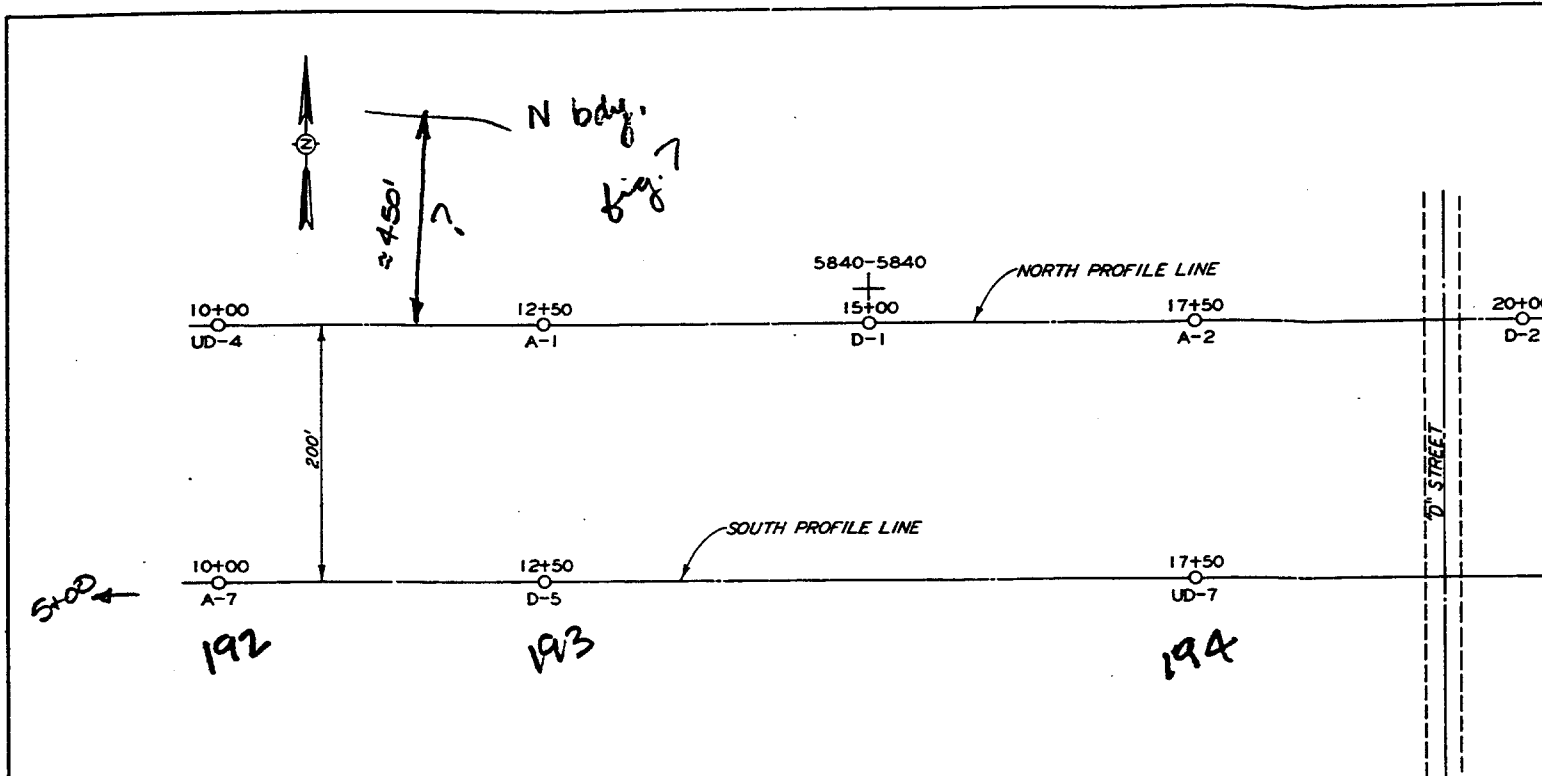 N
N bdy.
fig. ?
≈450'
?
5840-5840
NORTH PROFILE LINE
10+00
12+50
15+00
17+50
20+00
UD-4
A-1
D-1
A-2
D-2
200'
"D" STREET
SOUTH PROFILE LINE
10+00
12+50
17+50
5+00
A-7
D-5
UD-7
192
193
194